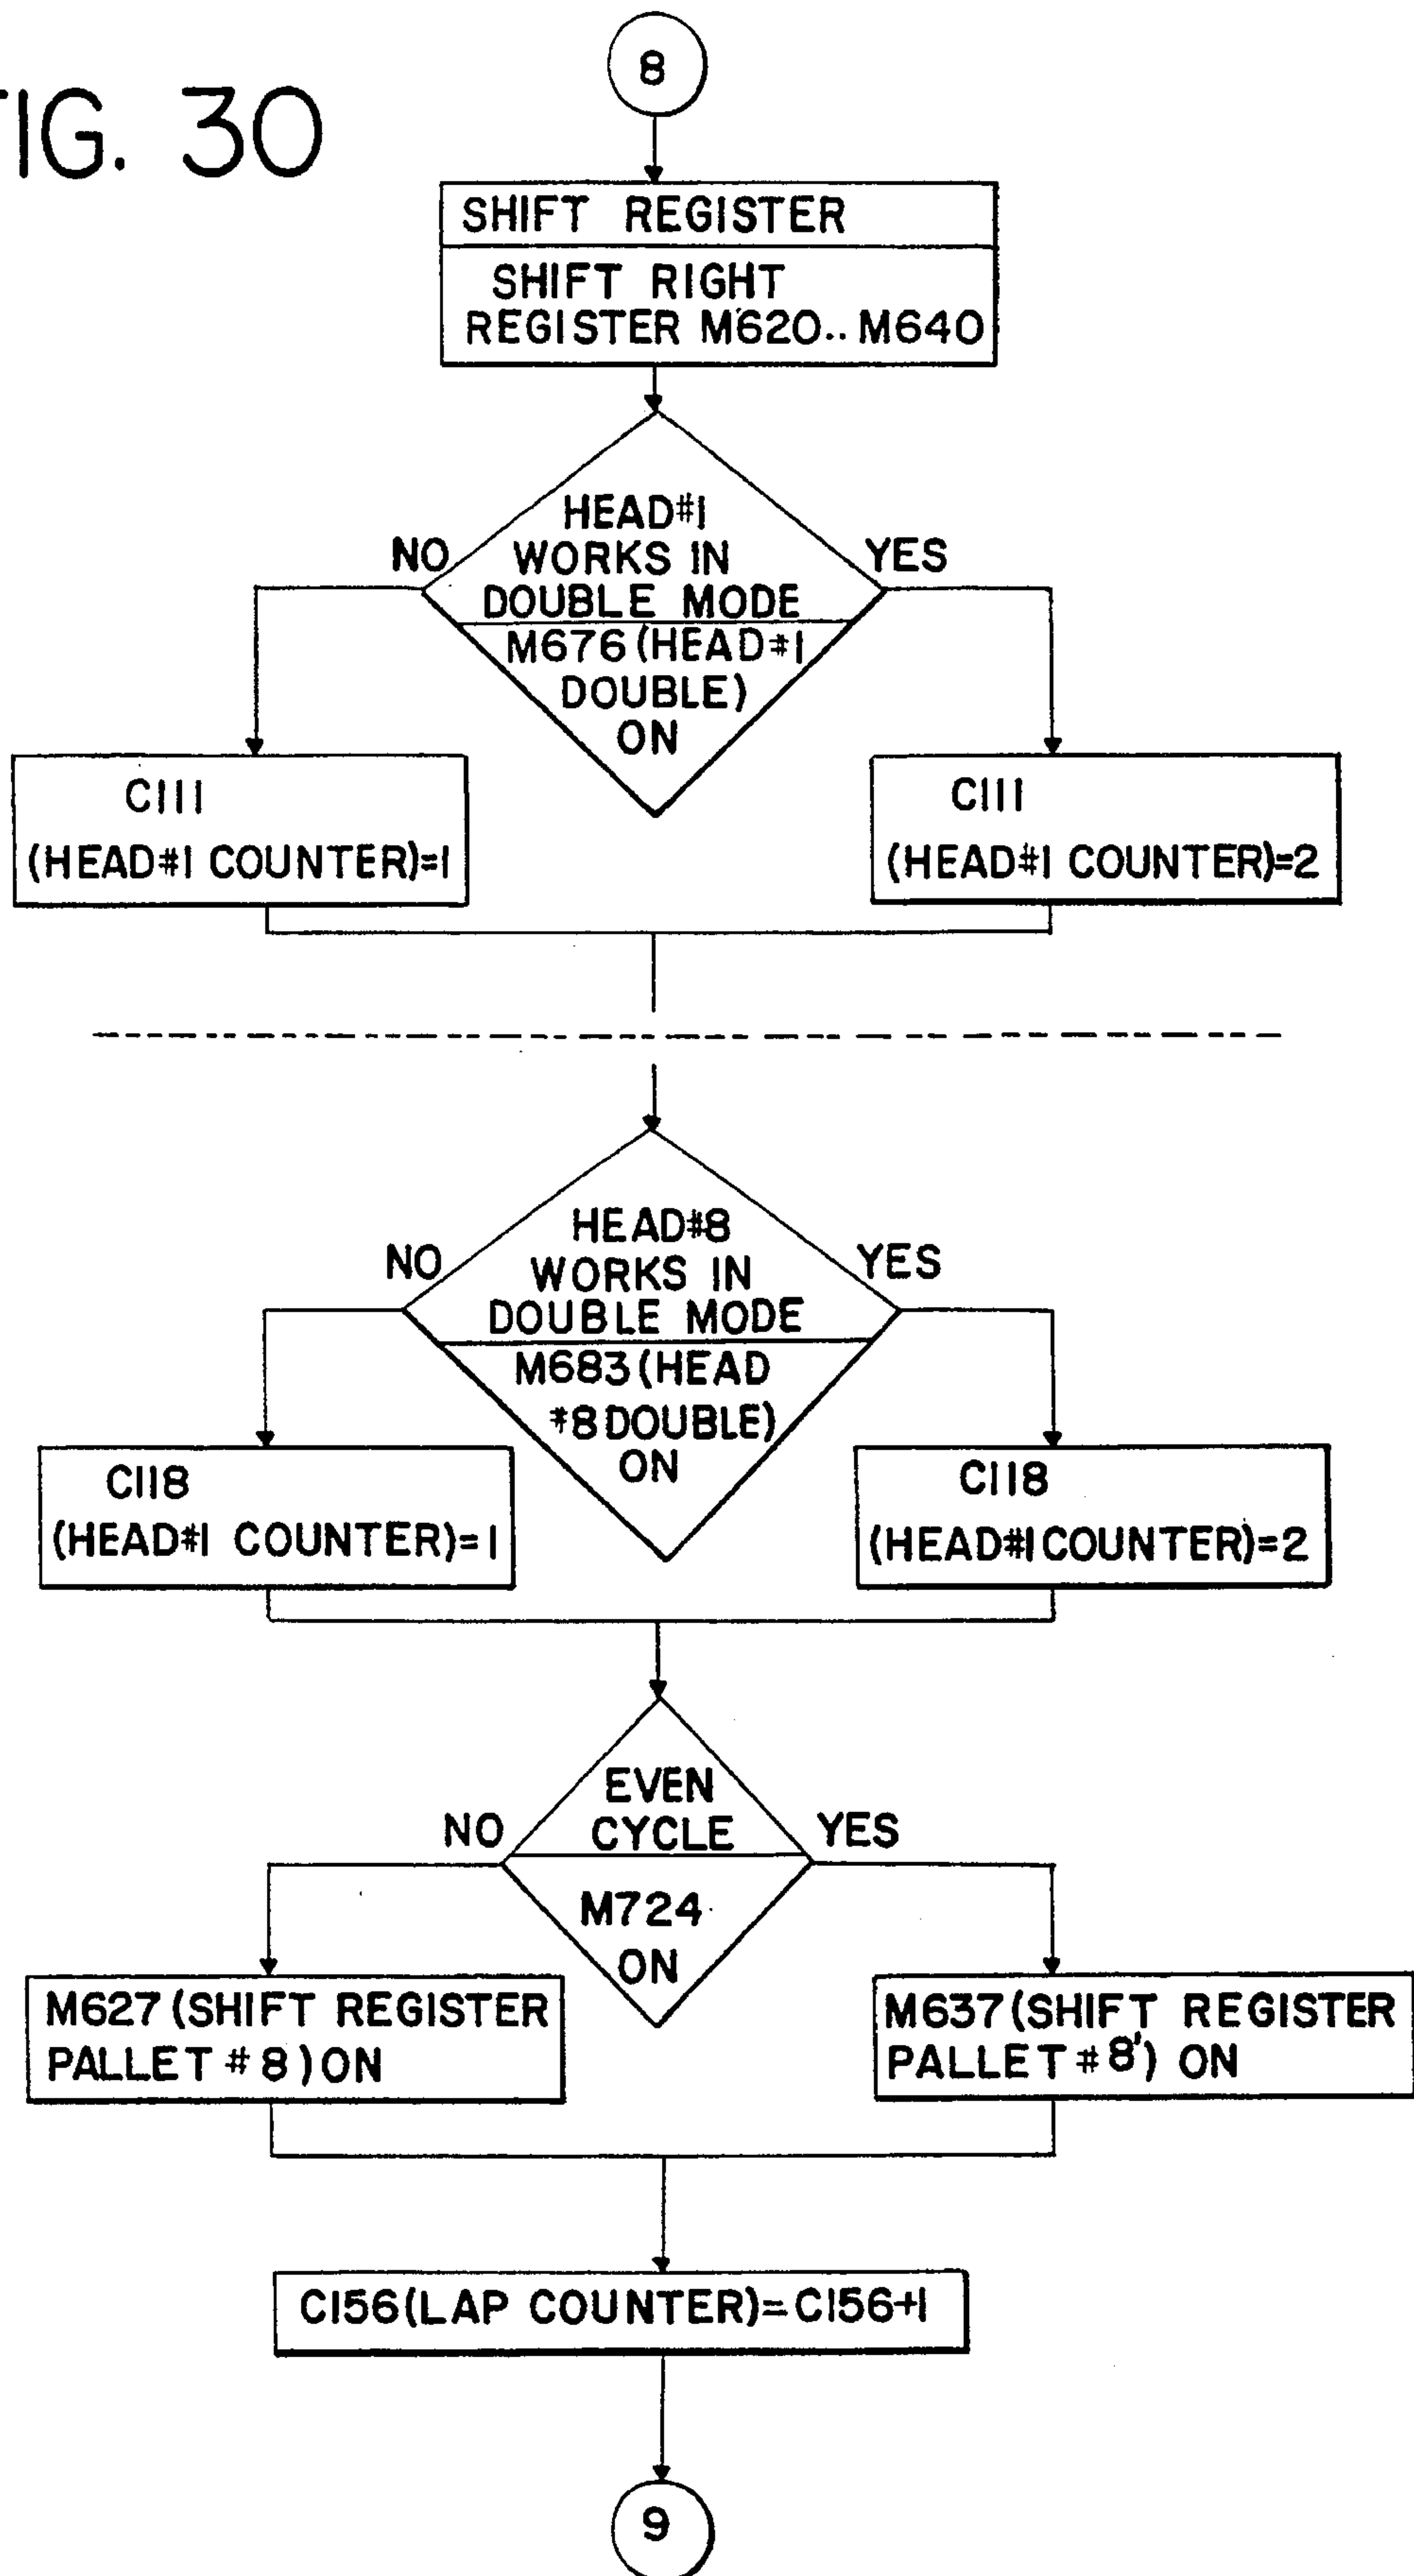 FIG. 30
8
SHIFT REGISTER
SHIFT RIGHT
REGISTER M620.. M640
HEAD#1
WORKS IN
DOUBLE MODE
M676(HEAD#1
DOUBLE)
ON
NO
YES
C111
(HEAD#1 COUNTER)=1
C111
(HEAD#1 COUNTER)=2
HEAD#8
WORKS IN
DOUBLE MODE
M683(HEAD
#8 DOUBLE)
ON
NO
YES
C118
(HEAD#1 COUNTER)=1
C118
(HEAD#1 COUNTER)=2
EVEN
CYCLE
M724
ON
NO
YES
M627(SHIFT REGISTER
PALLET #8)ON
M637(SHIFT REGISTER
PALLET #8') ON
C156(LAP COUNTER)=C156+1
9